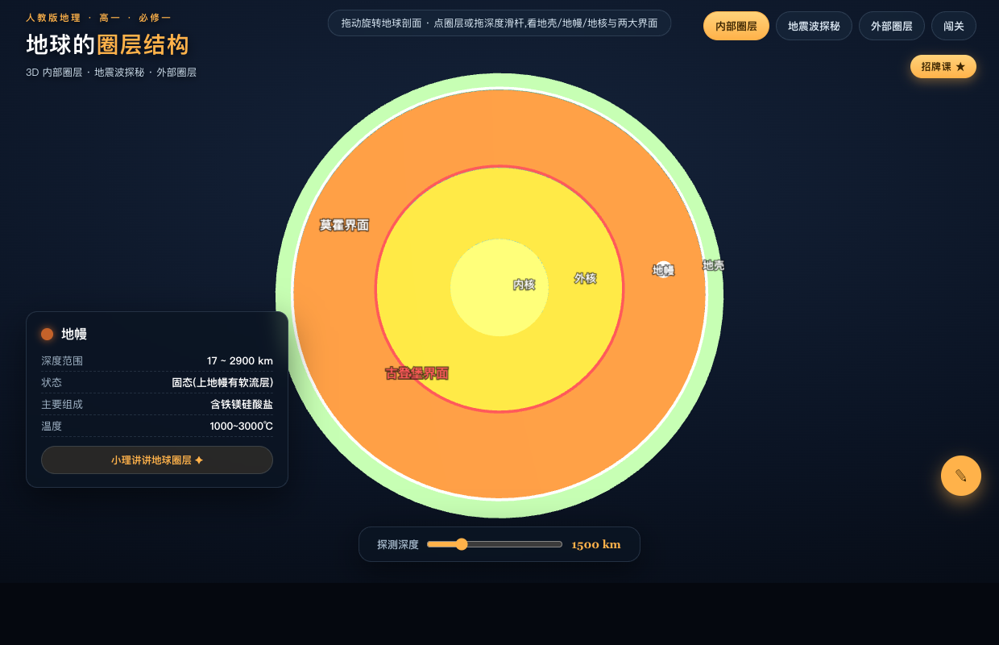 人教版地理 · 高一 · 必修一
地球的圈层结构
3D 内部圈层 · 地震波探秘 · 外部圈层
拖动旋转地球剖面 · 点圈层或拖深度滑杆,看地壳/地幔/地核与两大界面
内部圈层
地震波探秘
外部圈层
闯关
招牌课 ★
莫霍界面
地壳
地幔
外核
内核
古登堡界面
地幔
深度范围 17 ~ 2900 km
状态 固态(上地幔有软流层)
主要组成 含铁镁硅酸盐
温度 1000~3000℃
小理讲讲地球圈层 ✦
✎
探测深度 1500 km